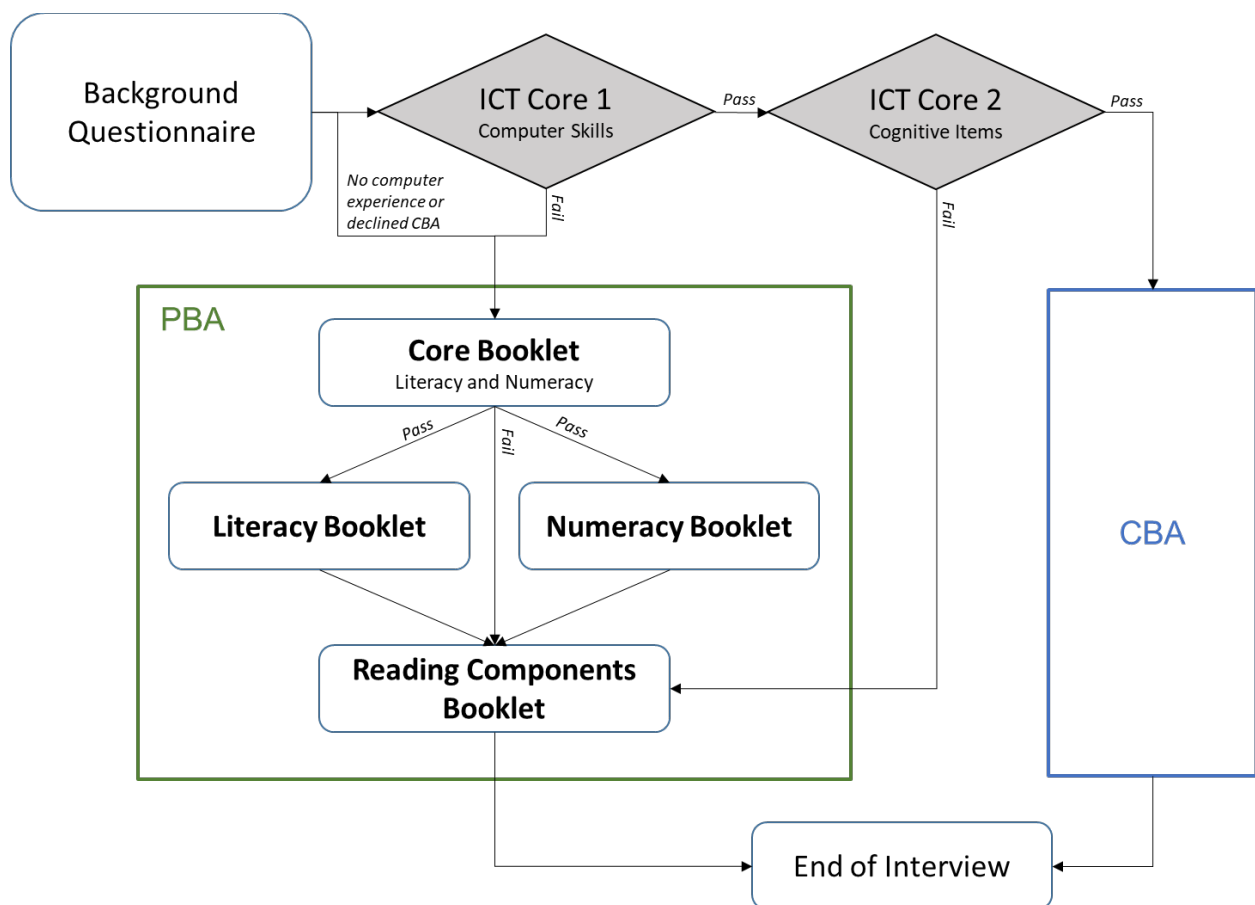 Background
Questionnaire
ICT Core 1
Computer Skills
Pass
ICT Core 2
Cognitive Items
Pass
No computer
experience or
declined CBA
Fail
Fail
PBA
Core Booklet
Literacy and Numeracy
Pass
Fail
Pass
Literacy Booklet
Numeracy Booklet
CBA
Reading Components
Booklet
End of Interview